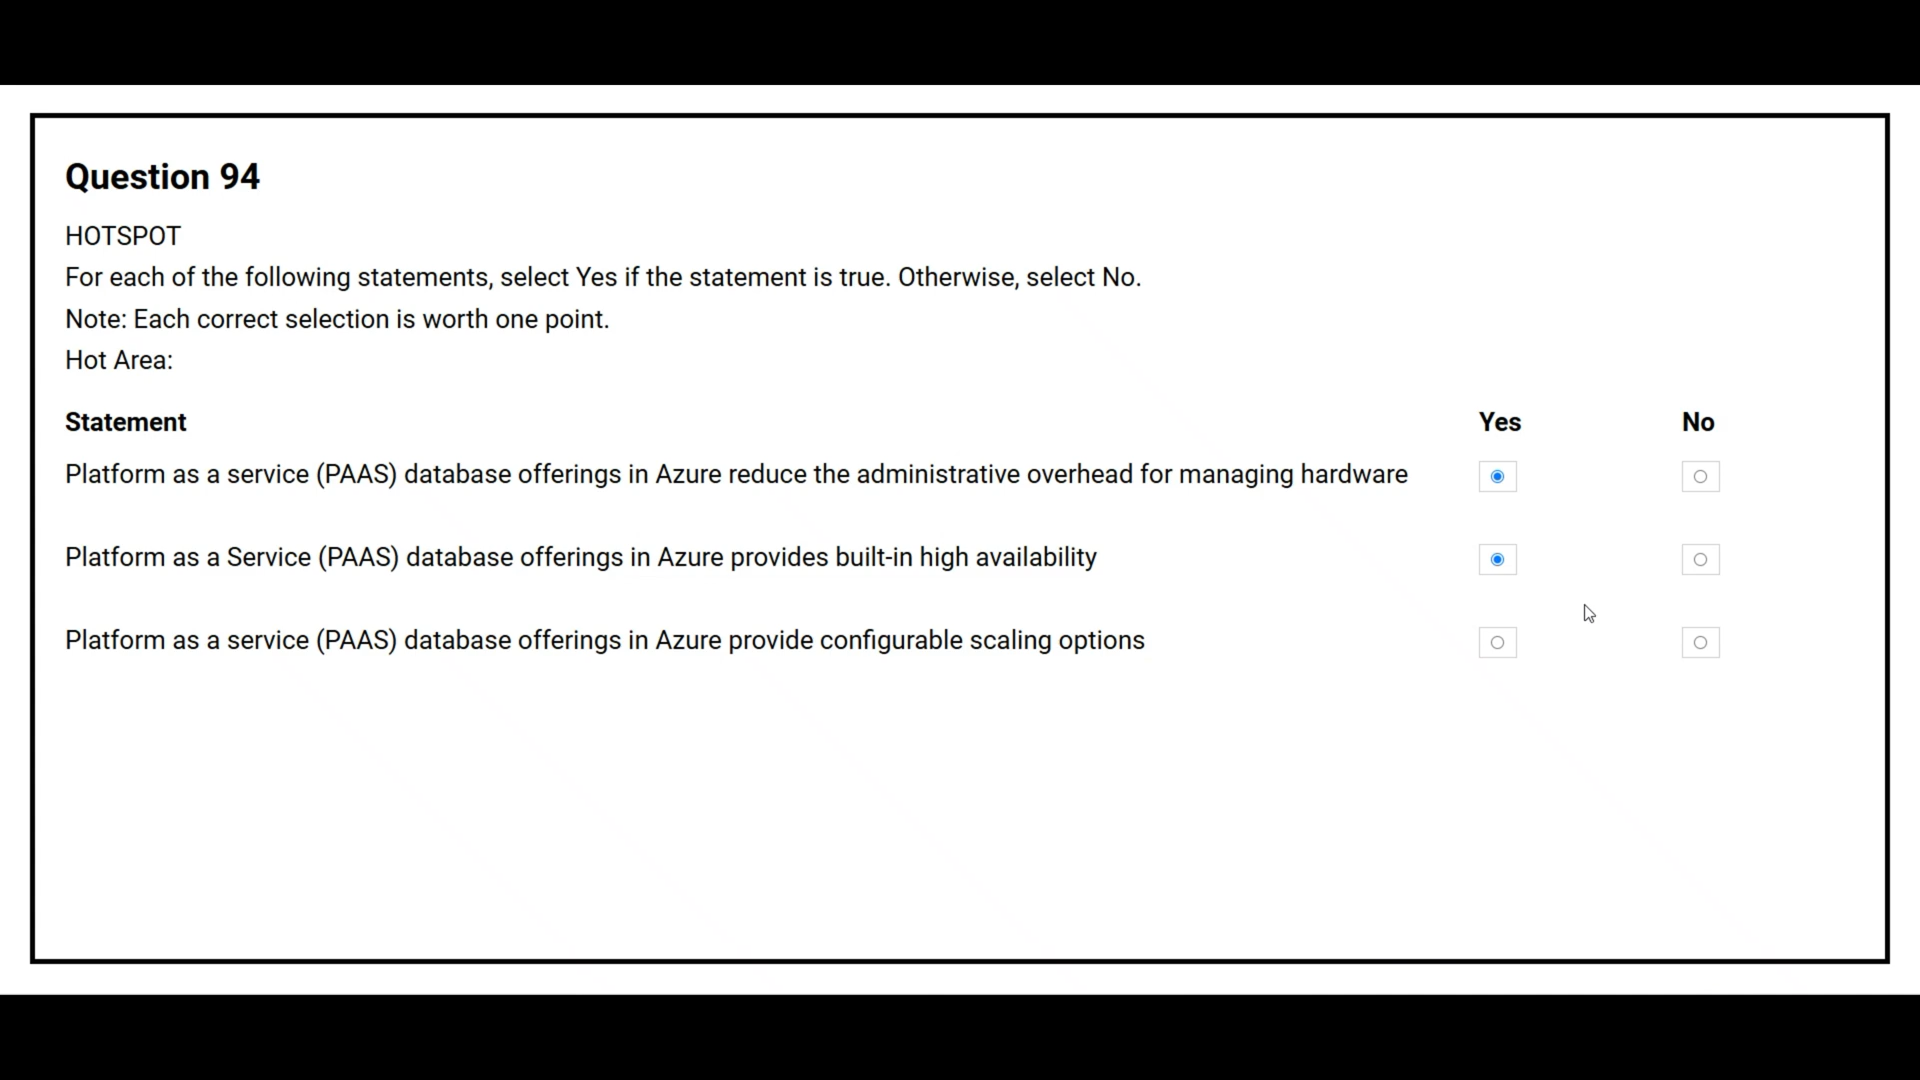 Question 94
HOTSPOT
For each of the following statements, select Yes if the statement is true. Otherwise, select No.
Note: Each correct selection is worth one point.
Hot Area:
Statement Yes No
Platform as a service (PAAS) database offerings in Azure reduce the administrative overhead for managing hardware
Platform as a Service (PAAS) database offerings in Azure provides built-in high availability
Platform as a service (PAAS) database offerings in Azure provide configurable scaling options